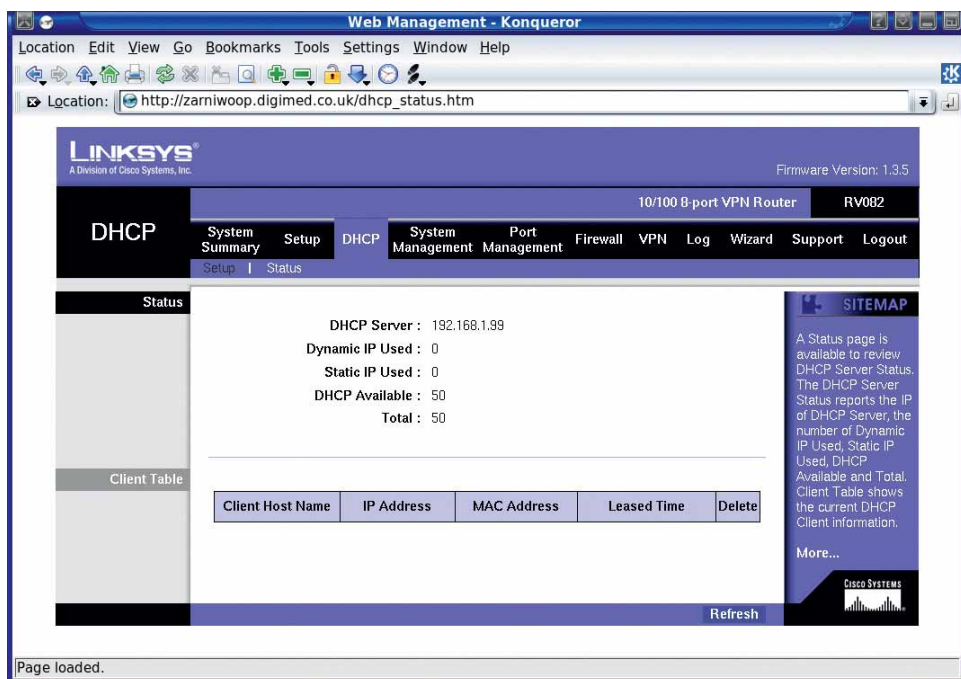 Web Management - Konqueror
Location Edit View Go Bookmarks Tools Settings Window Help
Location: http://zarniwoop.digimed.co.uk/dhcp_status.htm
LINKSYS®
A Division of Cisco Systems, Inc.
Firmware Version: 1.3.5
10/100 8-port VPN Router RV082
DHCP
System Summary Setup DHCP System Management Port Management Firewall VPN Log Wizard Support Logout
Setup | Status
Status
DHCP Server : 192.168.1.99
Dynamic IP Used : 0
Static IP Used : 0
DHCP Available : 50
Total : 50
Client Table
Client Host Name IP Address MAC Address Leased Time Delete
SITEMAP
A Status page is
available to review
DHCP Server Status.
The DHCP Server
Status reports the IP
of DHCP Server, the
number of Dynamic
IP Used, Static IP
Used, DHCP
Available and Total.
Client Table shows
the current DHCP
Client information.
More...
CISCO SYSTEMS
Refresh
Page loaded.